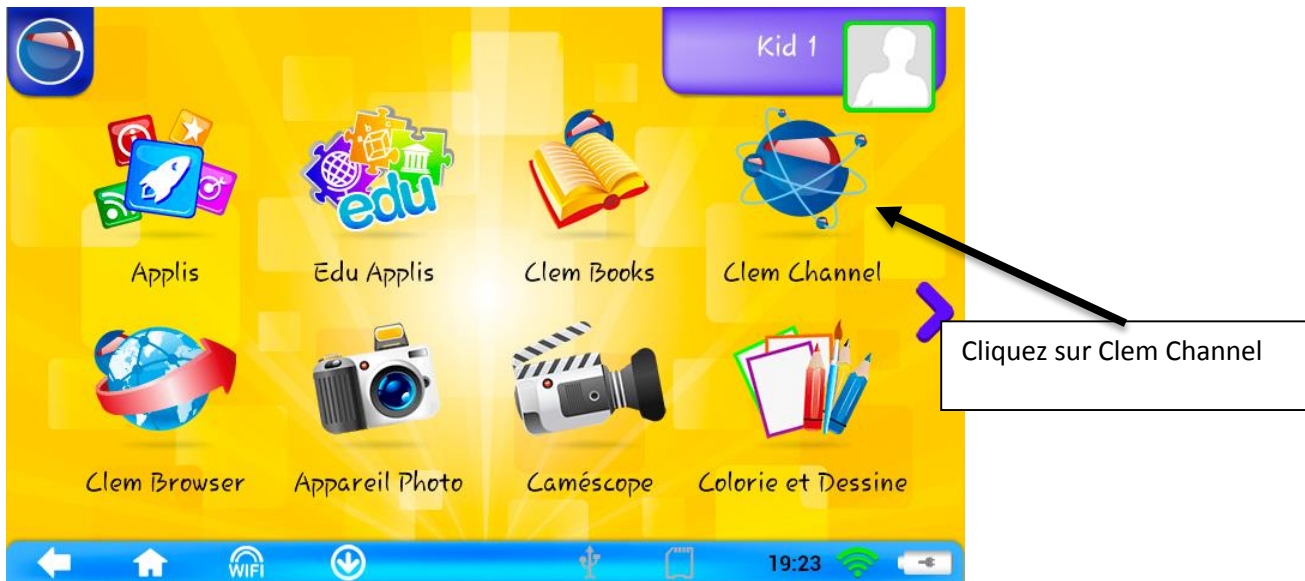 Kid 1
edu
Applis
Edu Applis
Clem Books
Clem Channel
Cliquez sur Clem Channel
Clem Browser
Appareil Photo
Caméscope
Colorie et Dessine
WIFI
19:23